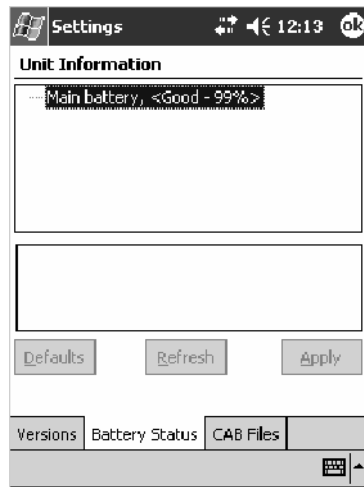 Settings 12:13 ok
Unit Information
Main battery, <Good - 99%>
Defaults Refresh Apply
Versions Battery Status CAB Files